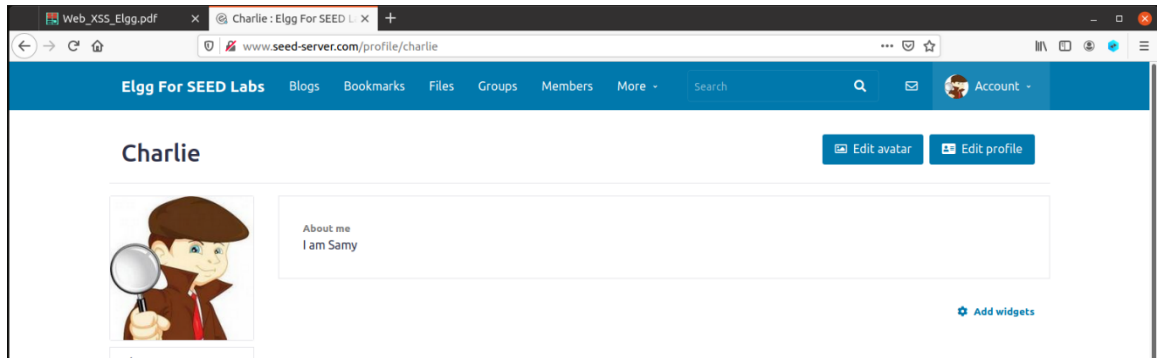 Web_XSS_Elgg.pdf
Charlie : Elgg For SEED L
www.seed-server.com/profile/charlie
Elgg For SEED Labs Blogs Bookmarks Files Groups Members More Search Account
Charlie
Edit avatar Edit profile
About me
I am Samy
Add widgets